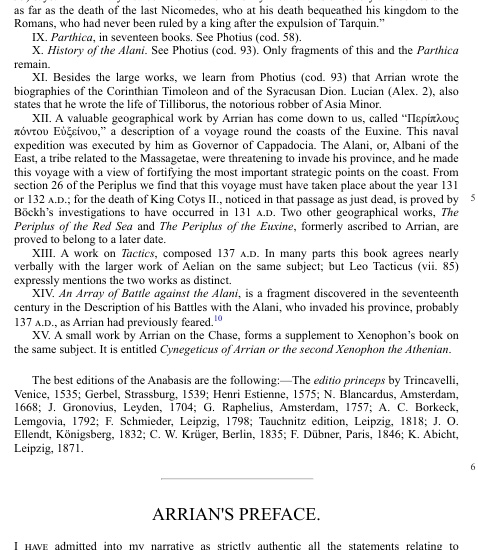 as far as the death of the last Nicomedes, who at his death bequeathed his kingdom to the
Romans, who had never been ruled by a king after the expulsion of Tarquin.”
IX. Parthica, in seventeen books. See Photius (cod. 58).
X. History of the Alani. See Photius (cod. 93). Only fragments of this and the Parthica
remain.
XI. Besides the large works, we learn from Photius (cod. 93) that Arrian wrote the
biographies of the Corinthian Timoleon and of the Syracusan Dion. Lucian (Alex. 2), also
states that he wrote the life of Tilliborus, the notorious robber of Asia Minor.
XII. A valuable geographical work by Arrian has come down to us, called “Περίπλους
πόντου Εὐξείνου,” a description of a voyage round the coasts of the Euxine. This naval
expedition was executed by him as Governor of Cappadocia. The Alani, or, Albani of the
East, a tribe related to the Massagetae, were threatening to invade his province, and he made
this voyage with a view of fortifying the most important strategic points on the coast. From
section 26 of the Periplus we find that this voyage must have taken place about the year 131
or 132 A.D.; for the death of King Cotys II., noticed in that passage as just dead, is proved by
5
Böckh's investigations to have occurred in 131 A.D. Two other geographical works, The
Periplus of the Red Sea and The Periplus of the Euxine, formerly ascribed to Arrian, are
proved to belong to a later date.
XIII. A work on Tactics, composed 137 A.D. In many parts this book agrees nearly
verbally with the larger work of Aelian on the same subject; but Leo Tacticus (vii. 85)
expressly mentions the two works as distinct.
XIV. An Array of Battle against the Alani, is a fragment discovered in the seventeenth
century in the Description of his Battles with the Alani, who invaded his province, probably
137 A.D., as Arrian had previously feared.10
XV. A small work by Arrian on the Chase, forms a supplement to Xenophon's book on
the same subject. It is entitled Cynegeticus of Arrian or the second Xenophon the Athenian.
The best editions of the Anabasis are the following:—The editio princeps by Trincavelli,
Venice, 1535; Gerbel, Strassburg, 1539; Henri Estienne, 1575; N. Blancardus, Amsterdam,
1668; J. Gronovius, Leyden, 1704; G. Raphelius, Amsterdam, 1757; A. C. Borkeck,
Lemgovia, 1792; F. Schmieder, Leipzig, 1798; Tauchnitz edition, Leipzig, 1818; J. O.
Ellendt, Königsberg, 1832; C. W. Krüger, Berlin, 1835; F. Dübner, Paris, 1846; K. Abicht,
Leipzig, 1871.
6
ARRIAN'S PREFACE.
I HAVE admitted into my narrative as strictly authentic all the statements relating to